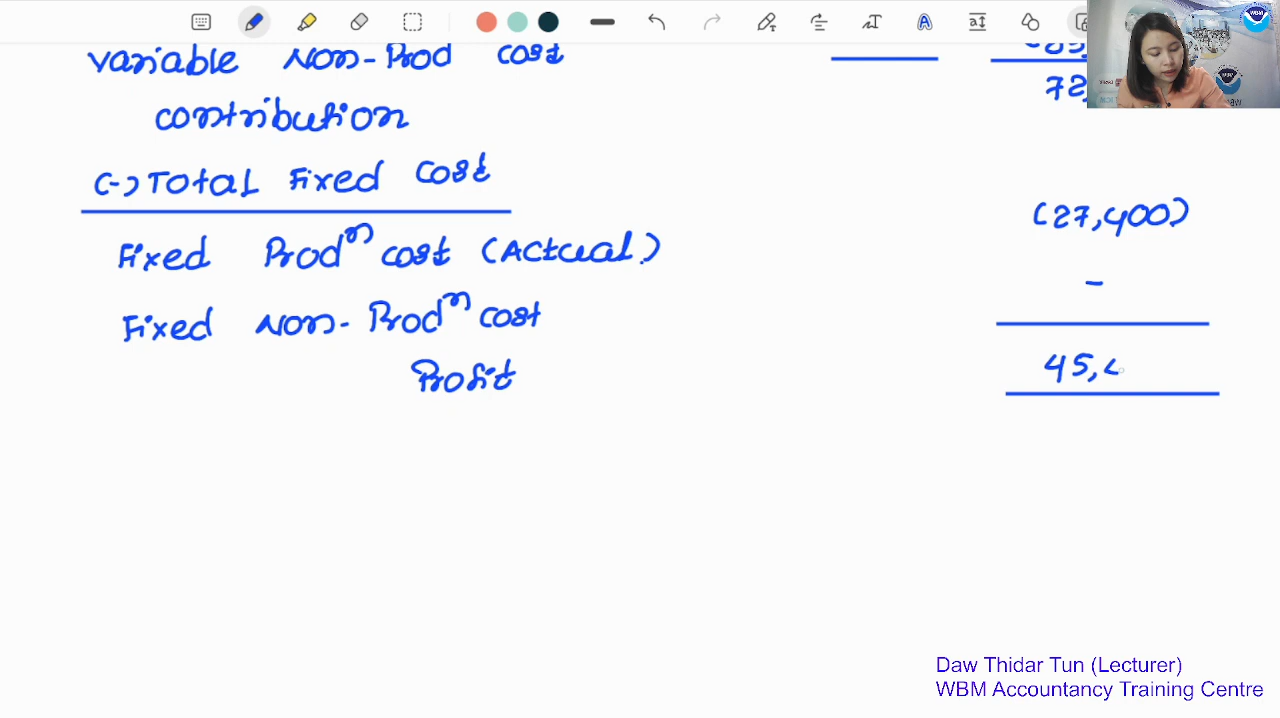 variable Non-Prod cost
contribution 72,
(-) Total Fixed Cost
Fixed Prodⁿ cost (Actual) (27,400)
Fixed Non-Prodⁿ cost -
Profit 45,4
Daw Thidar Tun (Lecturer)
WBM Accountancy Training Centre